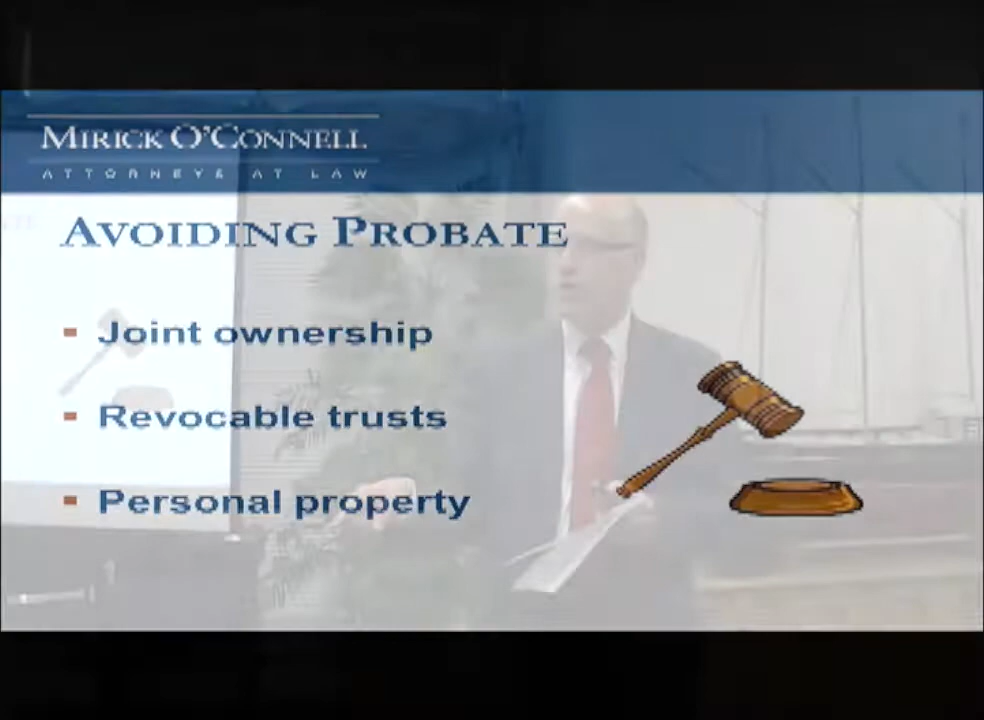 MIRICK O'CONNELL
ATTORNEYS AT LAW
AVOIDING PROBATE
Joint ownership
Revocable trusts
Personal property